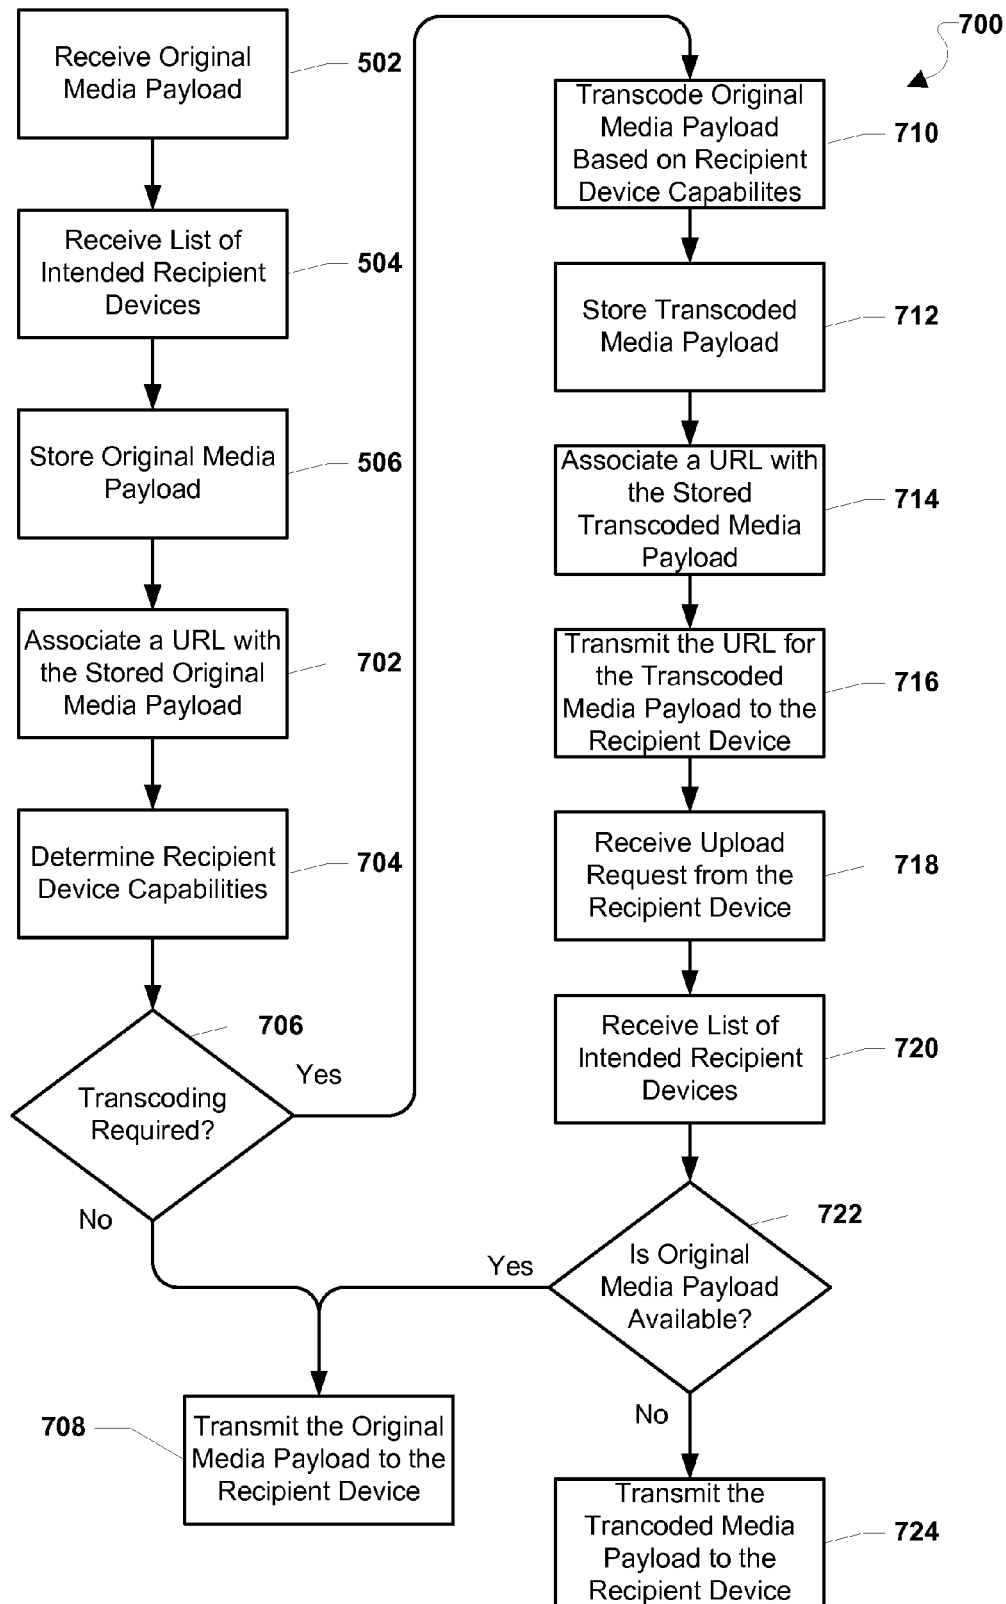 700
Receive Original
Media Payload
502
Receive List of
Intended Recipient
Devices
504
Store Original Media
Payload
506
Associate a URL with
the Stored Original
Media Payload
702
Determine Recipient
Device Capabilities
704
706
Transcoding
Required?
Yes
No
708
Transmit the Original
Media Payload to the
Recipient Device
Transcode Original
Media Payload
Based on Recipient
Device Capabilites
710
Store Transcoded
Media Payload
712
Associate a URL with
the Stored
Transcoded Media
Payload
714
Transmit the URL for
the Transcoded
Media Payload to the
Recipient Device
716
Receive Upload
Request from the
Recipient Device
718
Receive List of
Intended Recipient
Devices
720
722
Is Original
Media Payload
Available?
Yes
No
Transmit the
Trancoded Media
Payload to the
Recipient Device
724